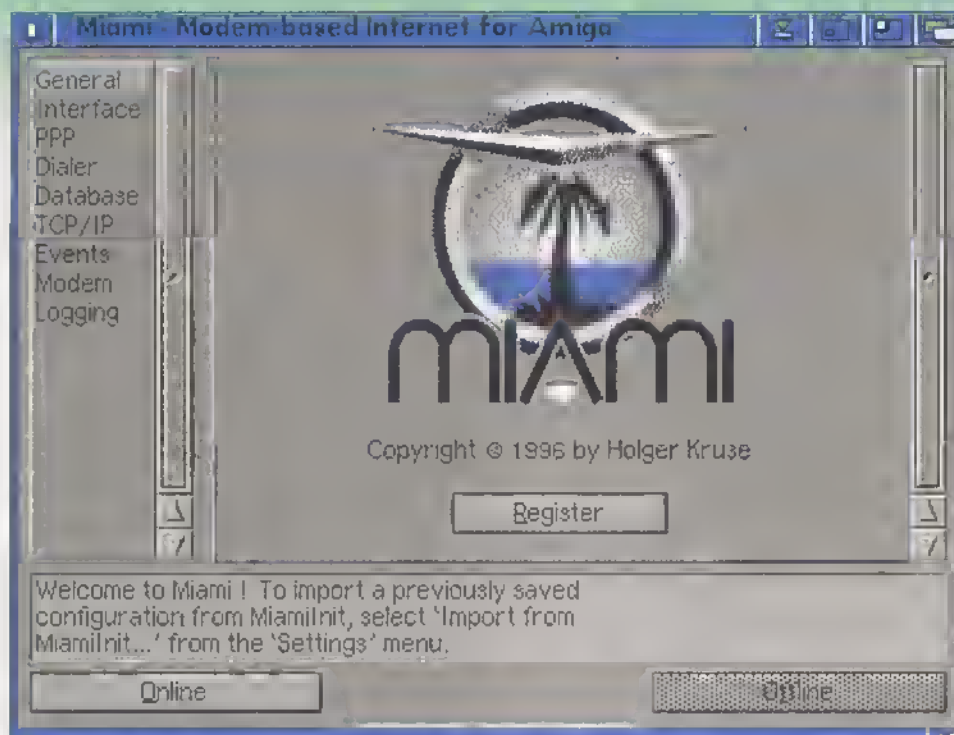 Miami - Modem-based Internet for Amiga
General
Interface
PPP
Dialer
Database
TCP/IP
Events
Modem
Logging
MIAMI
Copyright © 1996 by Holger Kruse
Register
Welcome to Miami ! To import a previously saved
configuration from MiamiInit, select 'Import from
MiamiInit...' from the 'Settings' menu.
Online
Offline